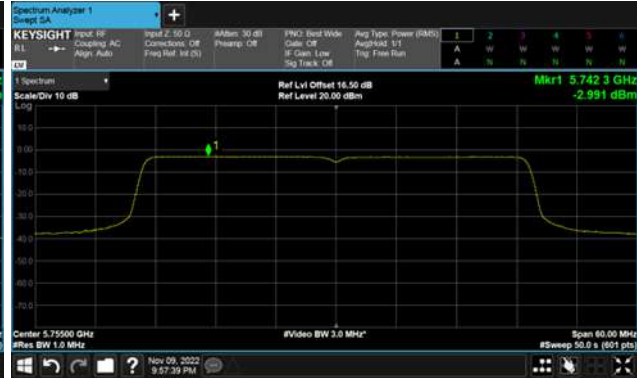 Spectrum Analyzer 1
Swept SA
+
KEYSIGHT Input: RF Input Z: 50 Ω #Atten: 30 dB PNO: Best Wide Avg Type: Power (RMS) 1 2 3 4 5 6
RL Coupling: AC Corrections: Off Preamp: Off Gate: Off Avg|Hold: 1/1 A W W W W W
Align: Auto Freq Ref: Int (S) IF Gain: Low Trig: Free Run
Sig Track: Off A N N N N N
1 Spectrum Ref Lvl Offset 16.50 dB Mkr1 5.742 3 GHz
Scale/Div 10 dB Ref Level 20.00 dBm -2.991 dBm
Log
10.0
0.00
1
-10.0
-20.0
-30.0
-40.0
-50.0
-60.0
-70.0
Center 5.75500 GHz #Video BW 3.0 MHz* Span 60.00 MHz
#Res BW 1.0 MHz #Sweep 50.0 s (601 pts)
? Nov 09, 2022
9:57:39 PM